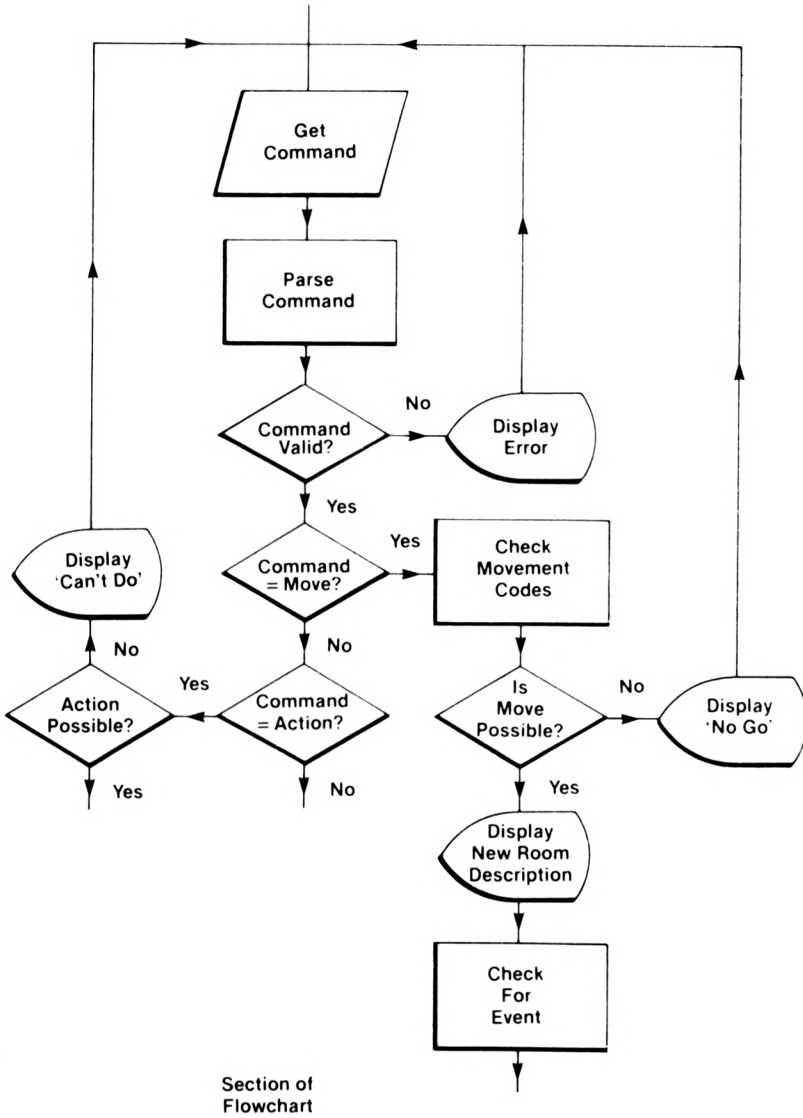 Get
Command
Parse
Command
Command
Valid?
No
Display
Error
Yes
Command
= Move?
Yes
Check
Movement
Codes
Display
‘Can't Do’
No
No
Action
Possible?
Yes
Command
= Action?
Is
Move
Possible?
No
Display
‘No Go’
Yes
No
Yes
Display
New Room
Description
Check
For
Event
Section of
Flowchart